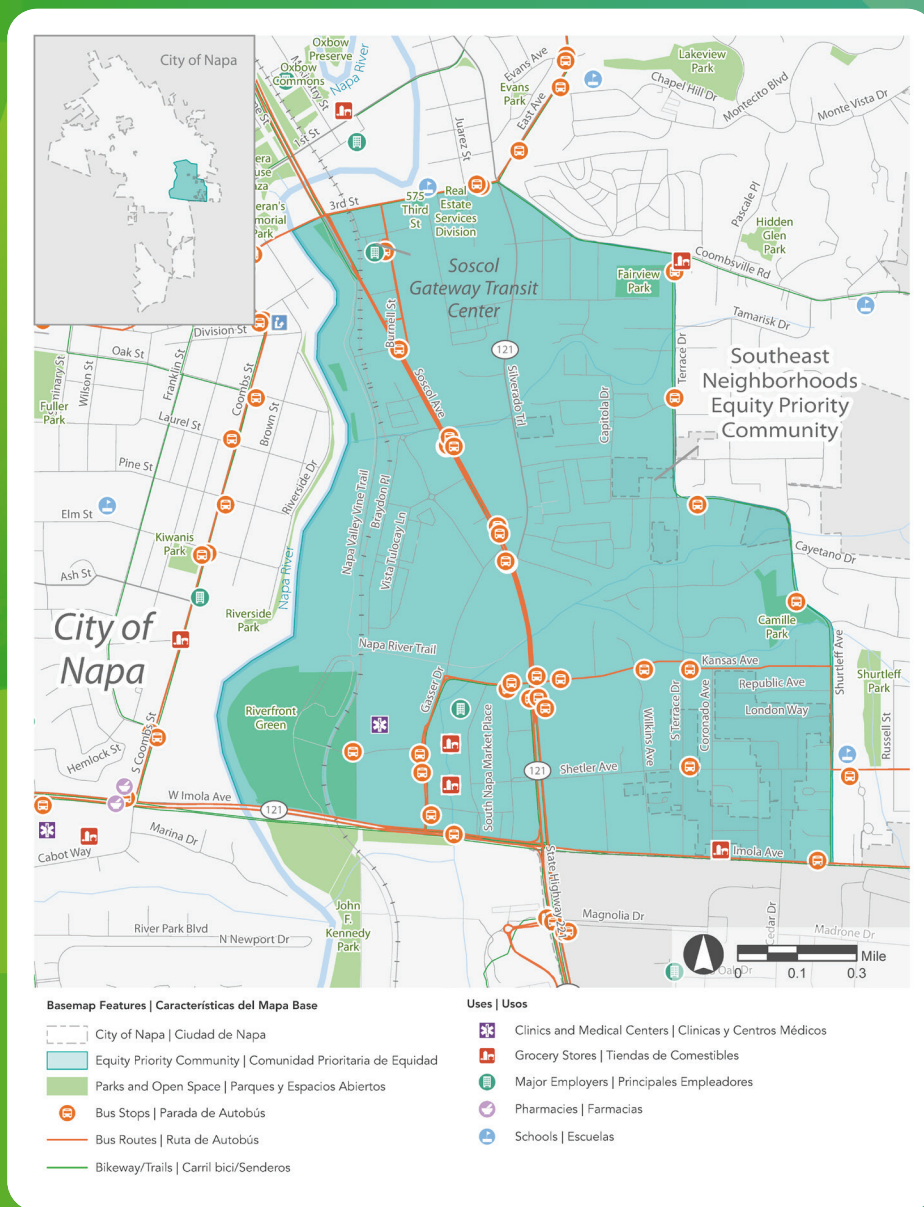 City of Napa
Oxbow
Preserve
Napa River
Oxbow
Commons
1st St
3rd St
Juarez St
Evans Ave
Evans
Park
East Ave
Lakeview
Park
Chapel Hill Dr
Montecito Blvd
Monte Vista Dr
575
Third
St
Real
Estate
Services
Division
Pascale Pl
Hidden
Glen
Park
Coombsville Rd
Soscol
Gateway Transit
Center
Fairview
Park
Tamarisk Dr
Division St
Oak St
Wilson St
Franklin St
Coombs St
Fuller
Park
Laurel St
Brown St
Burnell St
Soscol Ave
121
Silverado Trl
Capitola Dr
Terrace Dr
Southeast
Neighborhoods
Equity Priority
Community
Pine St
Riverside Dr
Elm St
Kiwanis
Park
Ash St
Napa River
Riverside
Park
Napa Valley Vine Trail
Braydon Pl
Vista Tulocay Ln
Cayetano Dr
Camille
Park
City of
Napa
Napa River Trail
Gasser Dr
Kansas Ave
Republic Ave
London Way
Shurtleff Ave
Shurtleff
Park
Russell St
Riverfront
Green
South Napa Market Place
Wilkins Ave
S Terrace Dr
Coronado Ave
Hemlock St
S Coombs St
121
Shetler Ave
W Imola Ave
121
Marina Dr
Cabot Way
Imola Ave
John
F.
Kennedy
Park
State Highway 221
Magnolia Dr
Cedar Dr
Madrone Dr
River Park Blvd
N Newport Dr
Mile
0
0.1
0.3
Basemap Features | Características del Mapa Base
City of Napa | Ciudad de Napa
Equity Priority Community | Comunidad Prioritaria de Equidad
Parks and Open Space | Parques y Espacios Abiertos
Bus Stops | Parada de Autobús
Bus Routes | Ruta de Autobús
Bikeway/Trails | Carril bici/Senderos
Uses | Usos
Clinics and Medical Centers | Clinicas y Centros Médicos
Grocery Stores | Tiendas de Comestibles
Major Employers | Principales Empleadores
Pharmacies | Farmacias
Schools | Escuelas